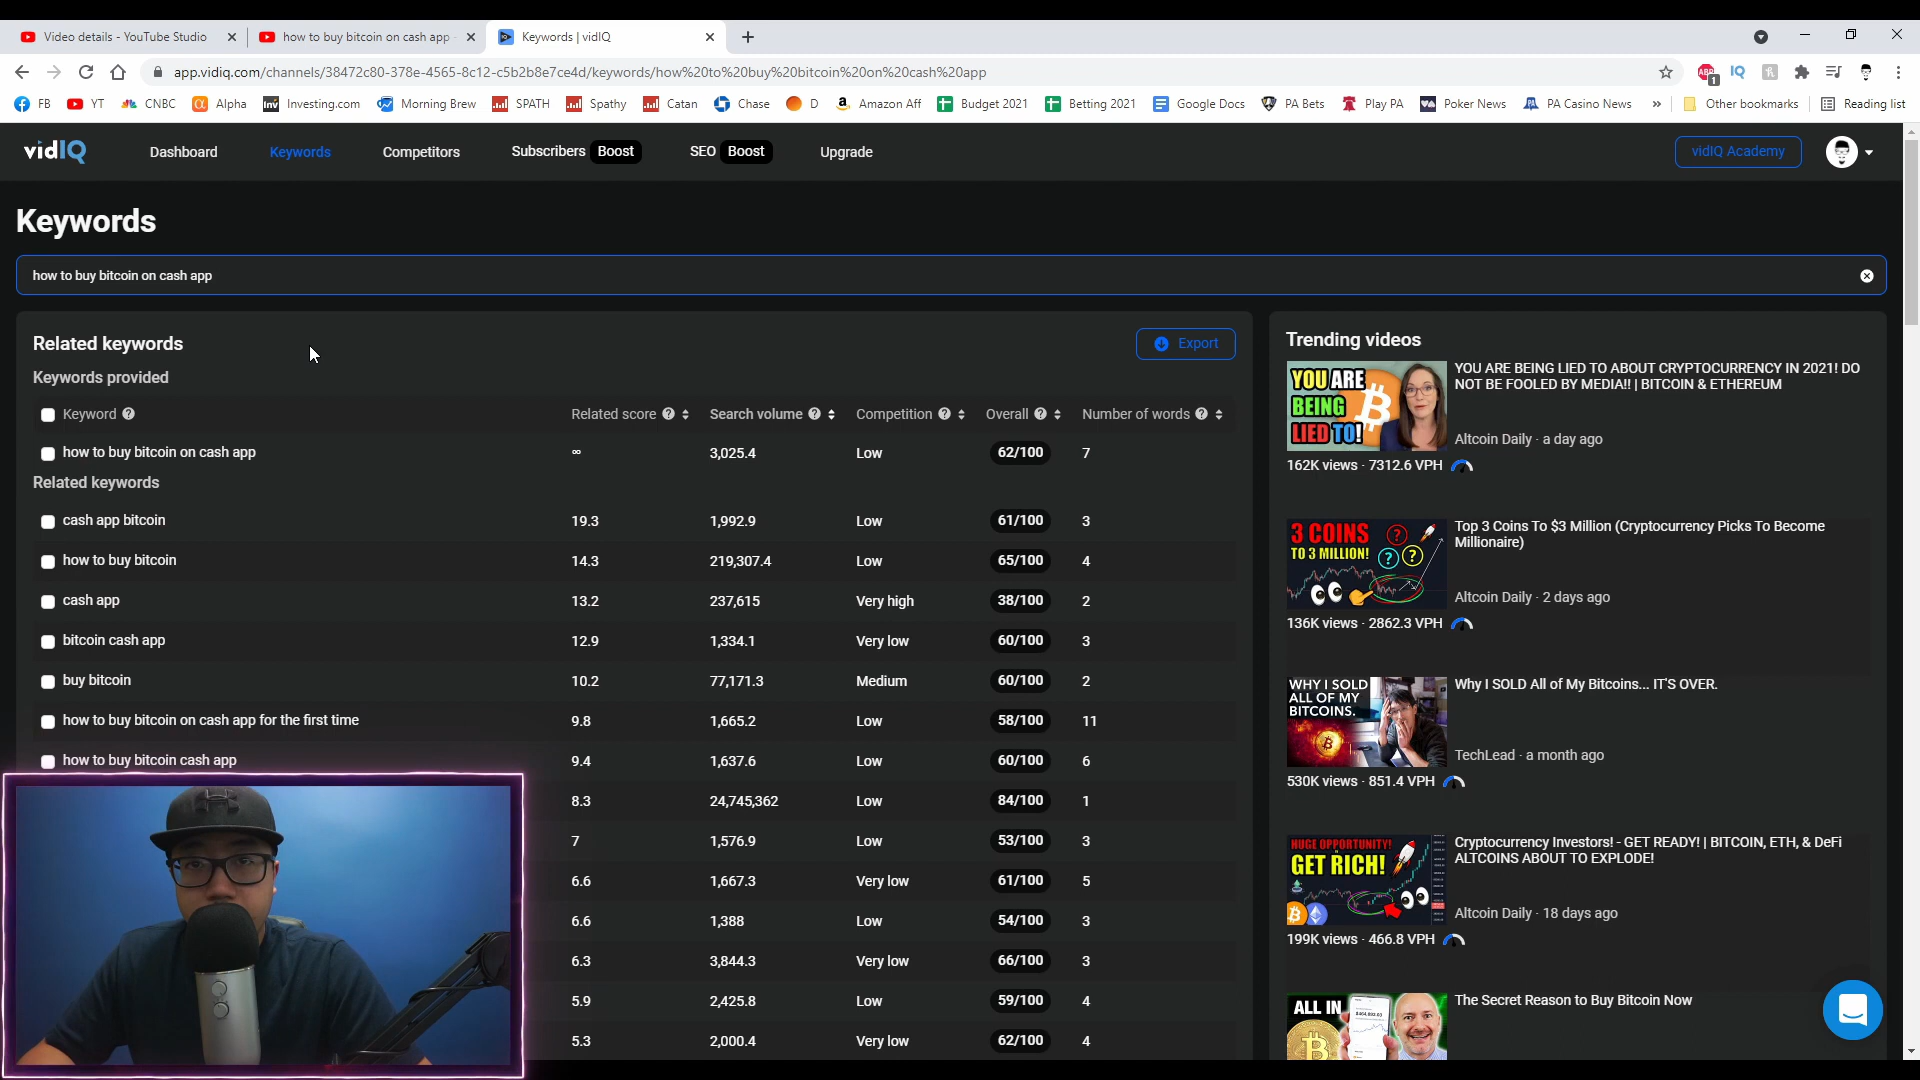 Video details - YouTube Studio
how to buy bitcoin on cash app
Keywords | vidIQ
app.vidiq.com/channels/38472c80-378e-4565-8c12-c5b2b8e7ce4d/keywords/how%20to%20buy%20bitcoin%20on%20cash%20app
ABP 1 IQ
FB YT CNBC Alpha Inv Investing.com Morning Brew SPATH Spathy Catan Chase D Amazon Aff Budget 2021 Betting 2021 Google Docs PA Bets Play PA Poker News PA Casino News » Other bookmarks Reading list
vidIQ Dashboard Keywords Competitors Subscribers Boost SEO Boost Upgrade vidIQ Academy
Keywords
how to buy bitcoin on cash app
Related keywords Export
Keywords provided
Keyword Related score Search volume Competition Overall Number of words
how to buy bitcoin on cash app ∞ 3,025.4 Low 62/100 7
Related keywords
cash app bitcoin 19.3 1,992.9 Low 61/100 3
how to buy bitcoin 14.3 219,307.4 Low 65/100 4
cash app 13.2 237,615 Very high 38/100 2
bitcoin cash app 12.9 1,334.1 Very low 60/100 3
buy bitcoin 10.2 77,171.3 Medium 60/100 2
how to buy bitcoin on cash app for the first time 9.8 1,665.2 Low 58/100 11
how to buy bitcoin cash app 9.4 1,637.6 Low 60/100 6
8.3 24,745,362 Low 84/100 1
7 1,576.9 Low 53/100 3
6.6 1,667.3 Very low 61/100 5
6.6 1,388 Low 54/100 3
6.3 3,844.3 Very low 66/100 3
5.9 2,425.8 Low 59/100 4
5.3 2,000.4 Very low 62/100 4
Trending videos
YOU ARE
BEING
LIED TO!
YOU ARE BEING LIED TO ABOUT CRYPTOCURRENCY IN 2021! DO
NOT BE FOOLED BY MEDIA!! | BITCOIN & ETHEREUM
Altcoin Daily · a day ago
162K views · 7312.6 VPH
3 COINS
TO 3 MILLION!
Top 3 Coins To $3 Million (Cryptocurrency Picks To Become
Millionaire)
Altcoin Daily · 2 days ago
136K views · 2862.3 VPH
WHY I SOLD
ALL OF MY
BITCOINS.
Why I SOLD All of My Bitcoins... IT'S OVER.
TechLead · a month ago
530K views · 851.4 VPH
HUGE OPPORTUNITY!
GET RICH!
Cryptocurrency Investors! - GET READY! | BITCOIN, ETH, & DeFi
ALTCOINS ABOUT TO EXPLODE!
Altcoin Daily · 18 days ago
199K views · 466.8 VPH
ALL IN
The Secret Reason to Buy Bitcoin Now